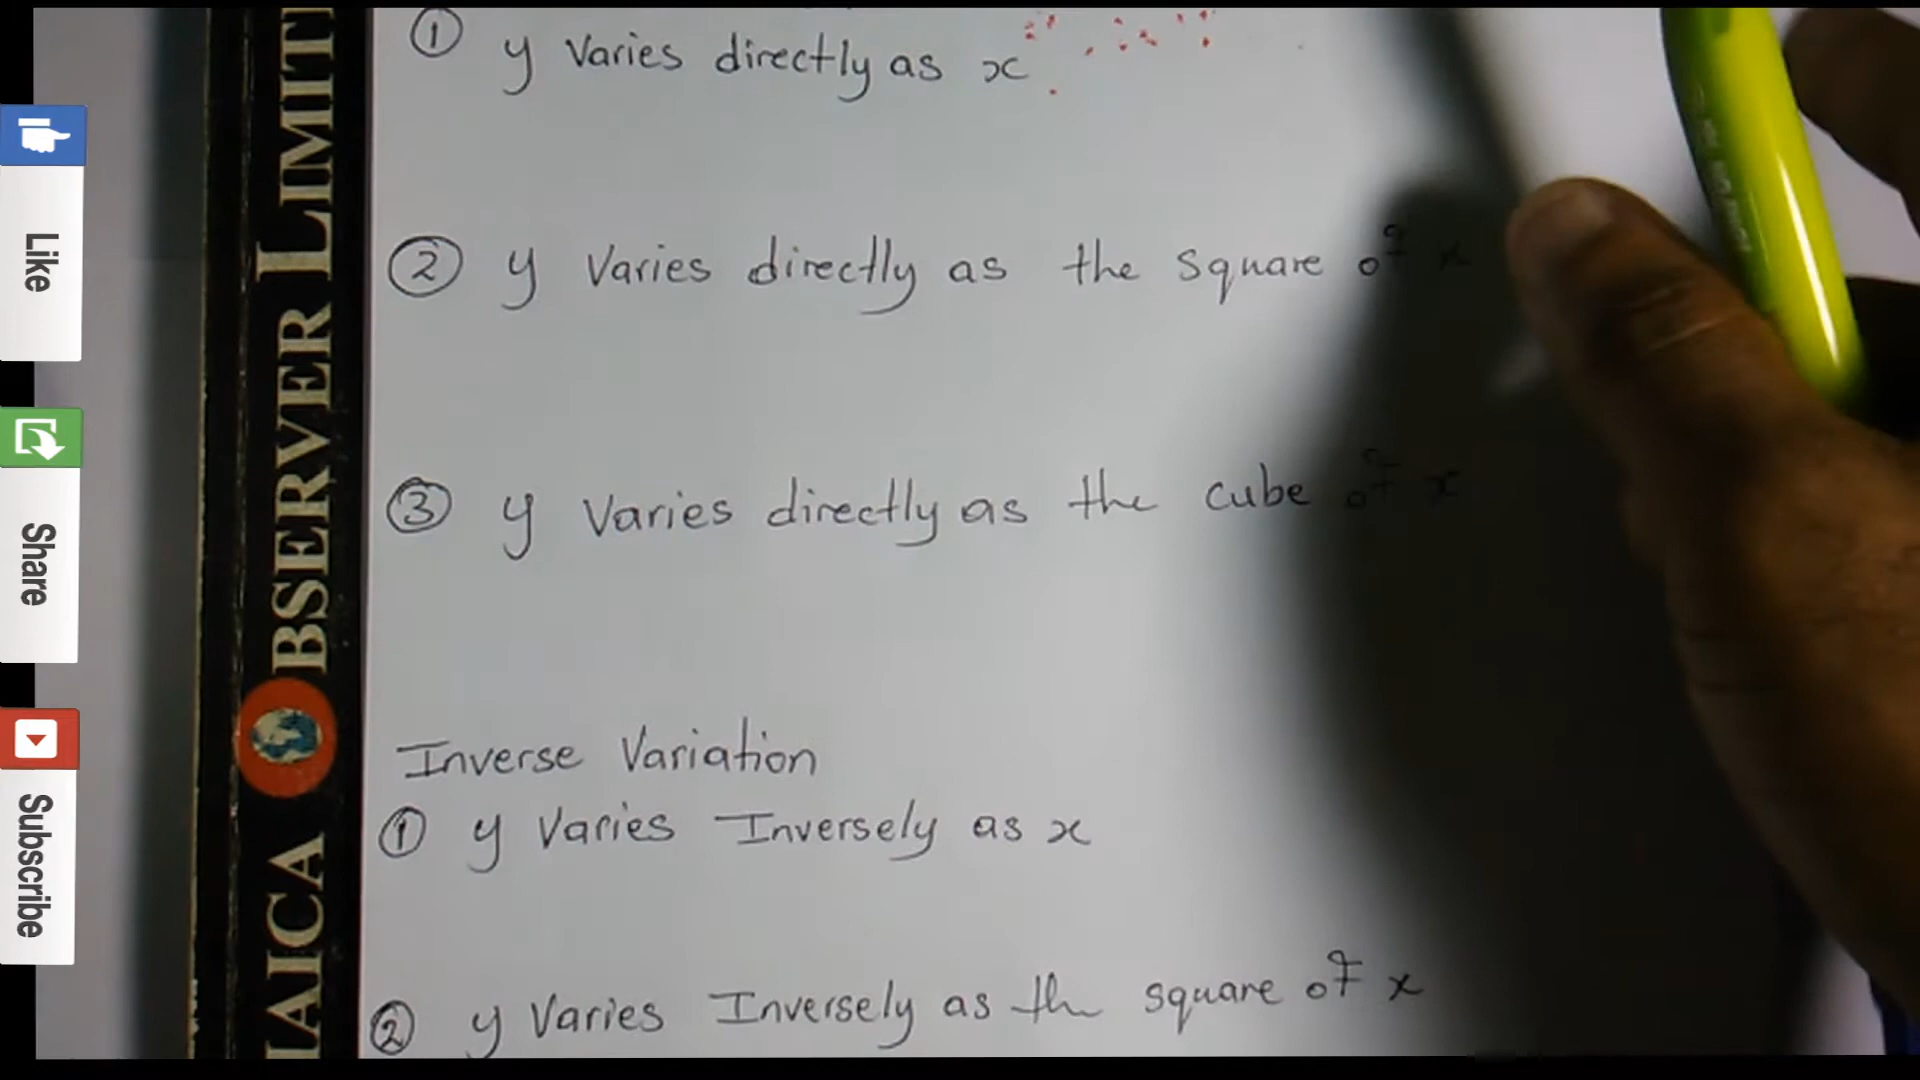 ① y varies directly as x
② y varies directly as the square of x
③ y varies directly as the cube of x
Inverse Variation
① y varies Inversely as x
② y varies Inversely as the square of x
AICA OBSERVER LIMIT
Like
Share
Subscribe